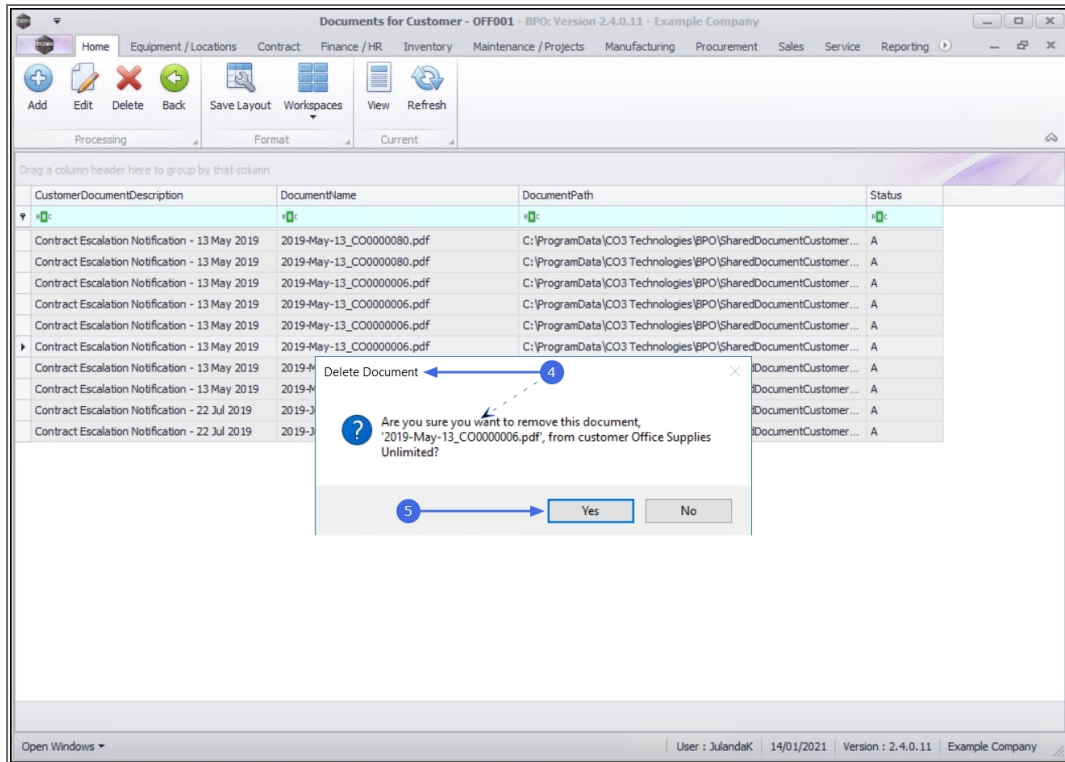 Documents for Customer - OFF001 - BPO: Version 2.4.0.11 - Example Company
Home Equipment / Locations Contract Finance / HR Inventory Maintenance / Projects Manufacturing Procurement Sales Service Reporting
Add Edit Delete Back Save Layout Workspaces View Refresh
Processing Format Current
Drag a column header here to group by that column
CustomerDocumentDescription DocumentName DocumentPath Status
Contract Escalation Notification - 13 May 2019 2019-May-13_CO0000080.pdf C:\ProgramData\CO3 Technologies\BPO\SharedDocumentCustomer... A
Contract Escalation Notification - 13 May 2019 2019-May-13_CO0000080.pdf C:\ProgramData\CO3 Technologies\BPO\SharedDocumentCustomer... A
Contract Escalation Notification - 13 May 2019 2019-May-13_CO0000006.pdf C:\ProgramData\CO3 Technologies\BPO\SharedDocumentCustomer... A
Contract Escalation Notification - 13 May 2019 2019-May-13_CO0000006.pdf C:\ProgramData\CO3 Technologies\BPO\SharedDocumentCustomer... A
Contract Escalation Notification - 13 May 2019 2019-May-13_CO0000006.pdf C:\ProgramData\CO3 Technologies\BPO\SharedDocumentCustomer... A
Contract Escalation Notification - 13 May 2019 2019-May-13_CO0000006.pdf C:\ProgramData\CO3 Technologies\BPO\SharedDocumentCustomer... A
Contract Escalation Notification - 13 May 2019 2019-M DocumentCustomer... A
Contract Escalation Notification - 13 May 2019 2019-M DocumentCustomer... A
Contract Escalation Notification - 22 Jul 2019 2019-J DocumentCustomer... A
Contract Escalation Notification - 22 Jul 2019 2019-J DocumentCustomer... A
Delete Document 4
Are you sure you want to remove this document,
'2019-May-13_CO0000006.pdf', from customer Office Supplies
Unlimited?
5 Yes No
Open Windows User : JulandaK 14/01/2021 Version : 2.4.0.11 Example Company